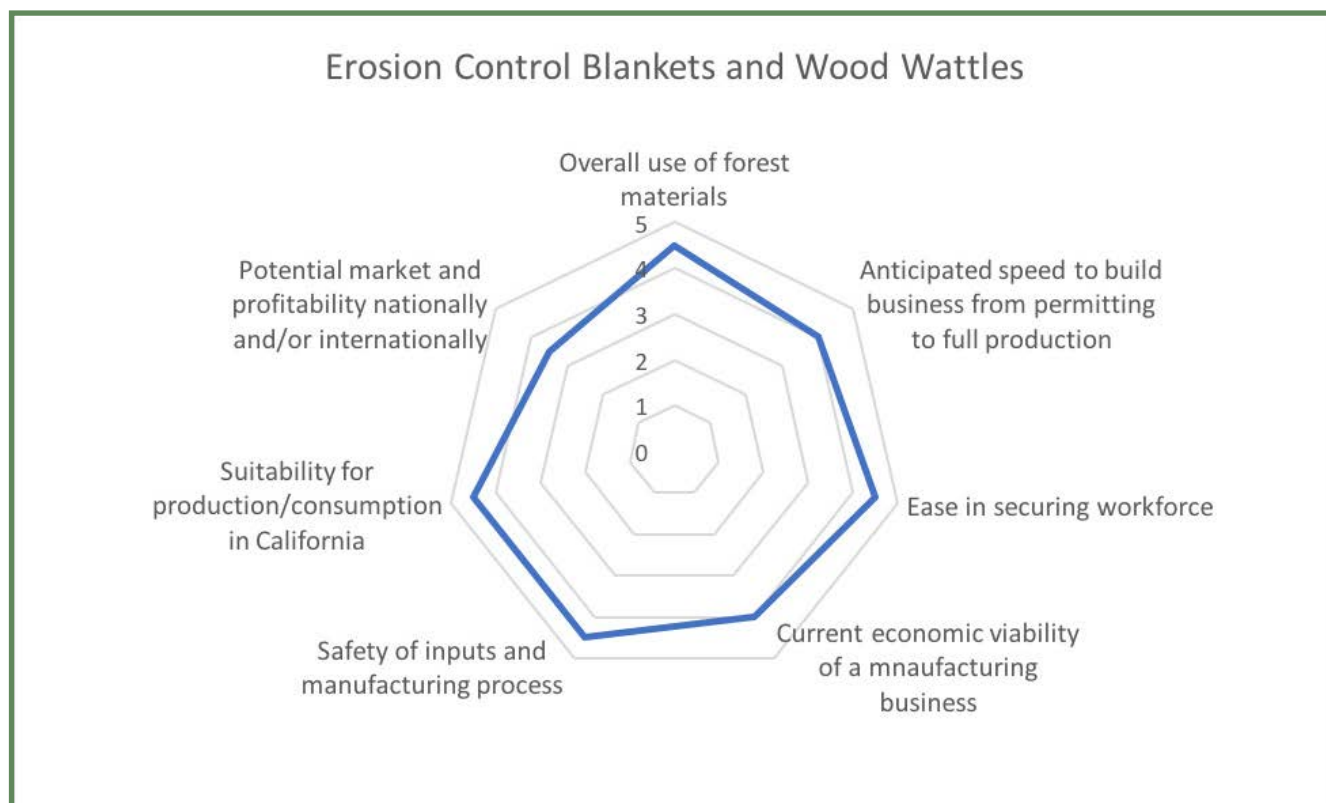 Erosion Control Blankets and Wood Wattles
Overall use of forest
materials
5
4
3
2
1
0
Anticipated speed to build
business from permitting
to full production
Ease in securing workforce
Current economic viability
of a mnaufacturing
business
Safety of inputs and
manufacturing process
Suitability for
production/consumption
in California
Potential market and
profitability nationally
and/or internationally